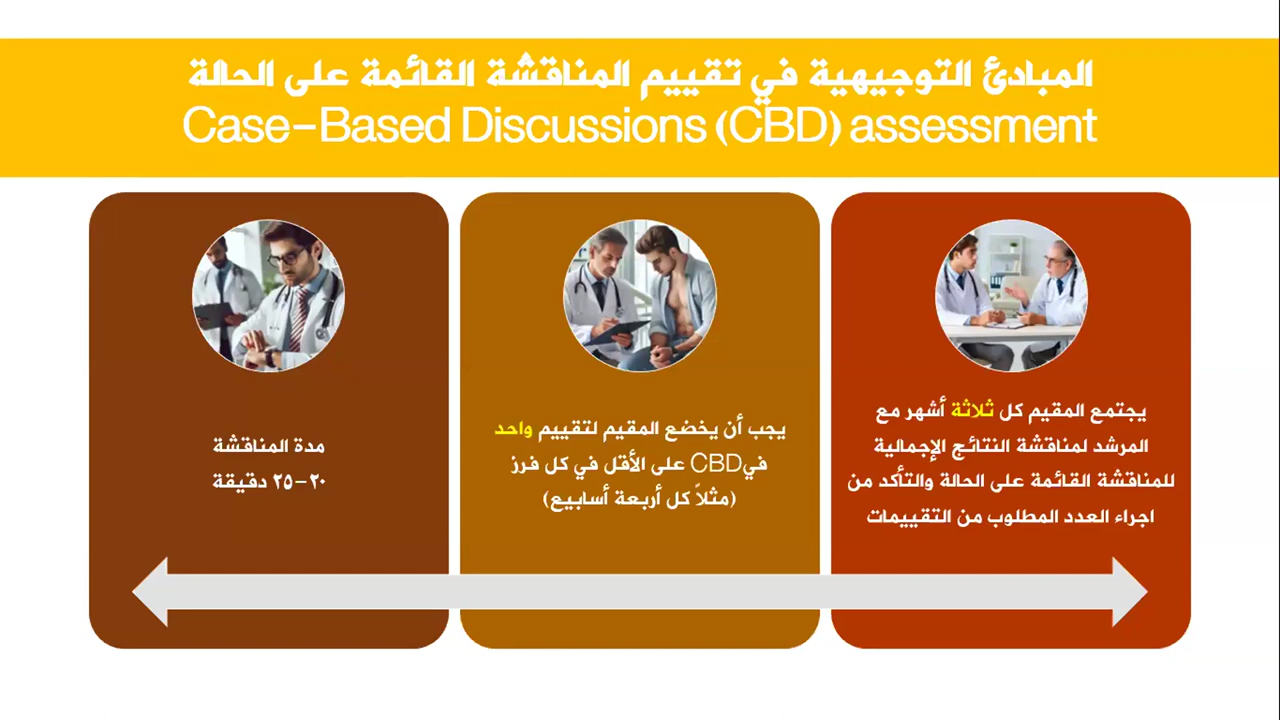 المبادئ التوجيهية في تقييم المناقشة القائمة على الحالة
Case-Based Discussions (CBD) assessment
يجتمع المقيم كل ثلاثة أشهر مع
المرشد لمناقشة النتائج الإجمالية
للمناقشة القائمة على الحالة والتأكد من
اجراء العدد المطلوب من التقييمات
يجب أن يخضع المقيم لتقييم واحد
فيCBD على الأقل في كل فرز
(مثلاً كل أربعة أسابيع)
مدة المناقشة
٢٠-٢٥ دقيقة